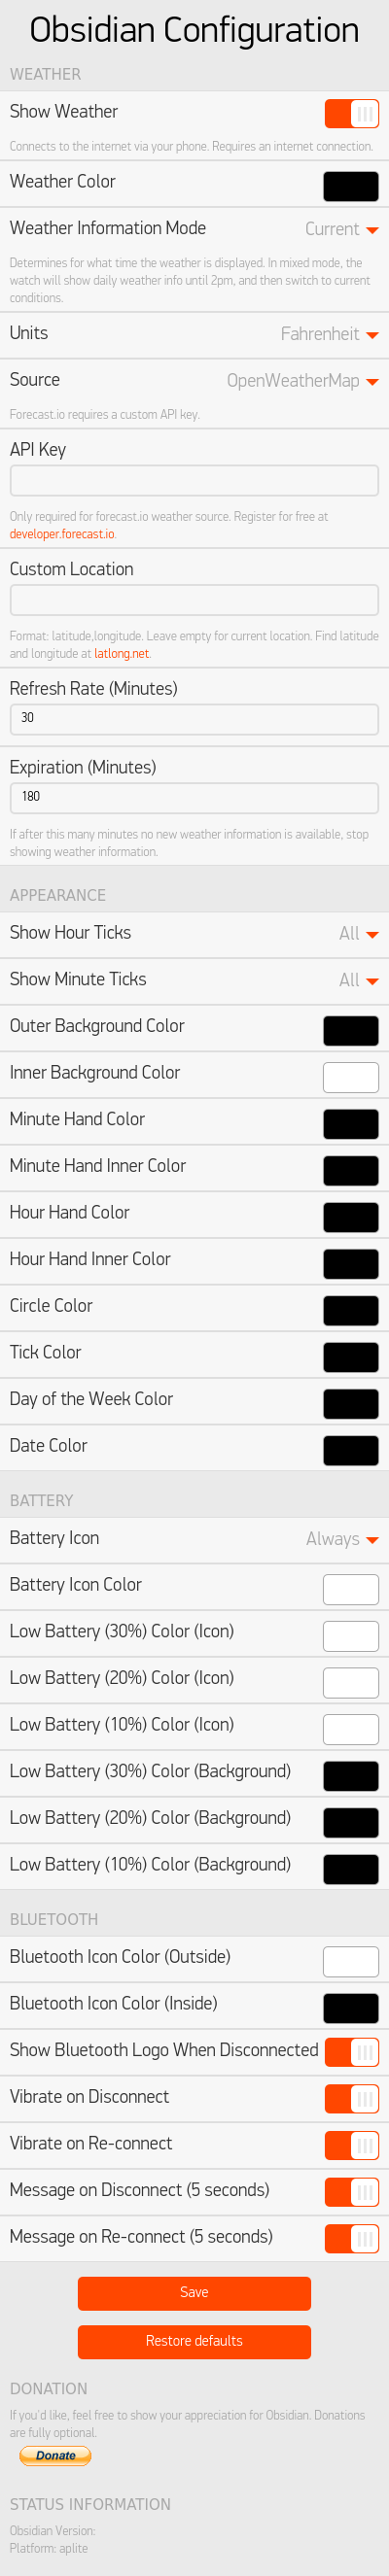 Obsidian Configuration
WEATHER
Show Weather
Connects to the internet via your phone. Requires an internet connection.
Weather Color
Weather Information Mode Current
Determines for what time the weather is displayed. In mixed mode, the
watch will show daily weather info until 2pm, and then switch to current
conditions.
Units Fahrenheit
Source OpenWeatherMap
Forecast.io requires a custom API key.
API Key
Only required for forecast.io weather source. Register for free at
developer.forecast.io.
Custom Location
Format: latitude,longitude. Leave empty for current location. Find latitude
and longitude at latlong.net.
Refresh Rate (Minutes)
30
Expiration (Minutes)
180
If after this many minutes no new weather information is available, stop
showing weather information.
APPEARANCE
Show Hour Ticks All
Show Minute Ticks All
Outer Background Color
Inner Background Color
Minute Hand Color
Minute Hand Inner Color
Hour Hand Color
Hour Hand Inner Color
Circle Color
Tick Color
Day of the Week Color
Date Color
BATTERY
Battery Icon Always
Battery Icon Color
Low Battery (30%) Color (Icon)
Low Battery (20%) Color (Icon)
Low Battery (10%) Color (Icon)
Low Battery (30%) Color (Background)
Low Battery (20%) Color (Background)
Low Battery (10%) Color (Background)
BLUETOOTH
Bluetooth Icon Color (Outside)
Bluetooth Icon Color (Inside)
Show Bluetooth Logo When Disconnected
Vibrate on Disconnect
Vibrate on Re-connect
Message on Disconnect (5 seconds)
Message on Re-connect (5 seconds)
Save
Restore defaults
DONATION
If you'd like, feel free to show your appreciation for Obsidian. Donations
are fully optional.
Donate
STATUS INFORMATION
Obsidian Version:
Platform: aplite